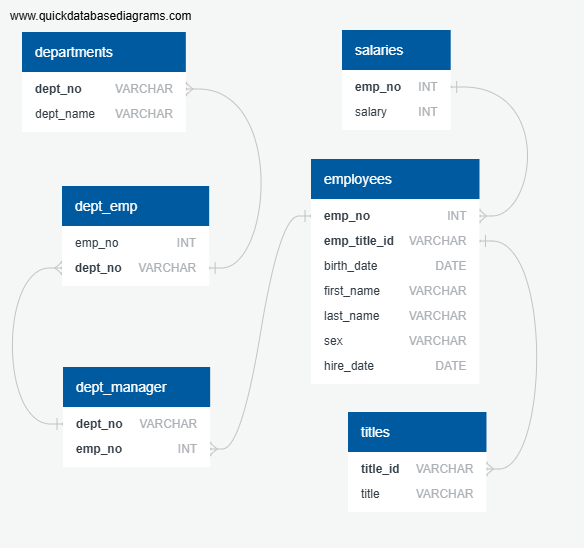 www.quickdatabasediagrams.com
departments
dept_no VARCHAR
dept_name VARCHAR
salaries
emp_no INT
salary INT
employees
emp_no INT
emp_title_id VARCHAR
birth_date DATE
first_name VARCHAR
last_name VARCHAR
sex VARCHAR
hire_date DATE
dept_emp
emp_no INT
dept_no VARCHAR
dept_manager
dept_no VARCHAR
emp_no INT
titles
title_id VARCHAR
title VARCHAR